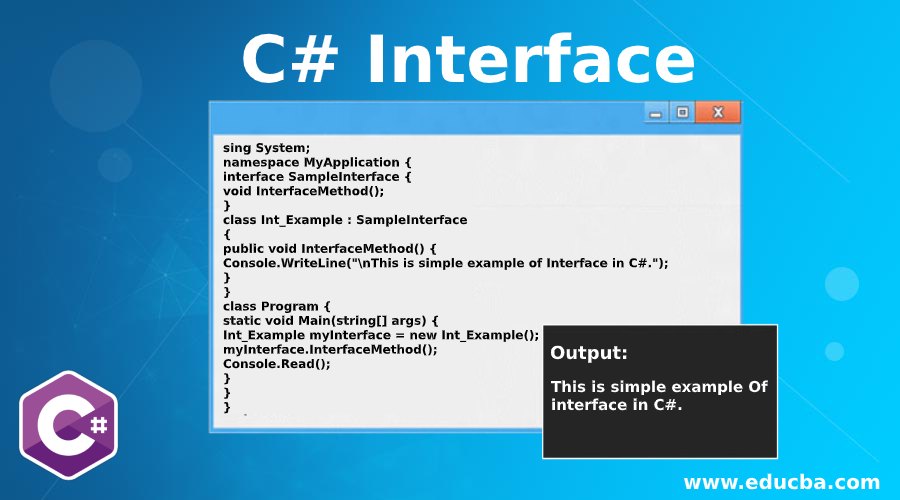 C# Interface
sing System;
namespace MyApplication {
interface SampleInterface {
void InterfaceMethod();
}
class Int_Example : SampleInterface
{
public void InterfaceMethod() {
Console.WriteLine("\nThis is simple example of Interface in C#.");
}
}
class Program {
static void Main(string[] args) {
Int_Example myInterface = new Int_Example();
myInterface.InterfaceMethod();
Console.Read();
}
}
}
Output:
This is simple example Of
interface in C#.
C#
www.educba.com